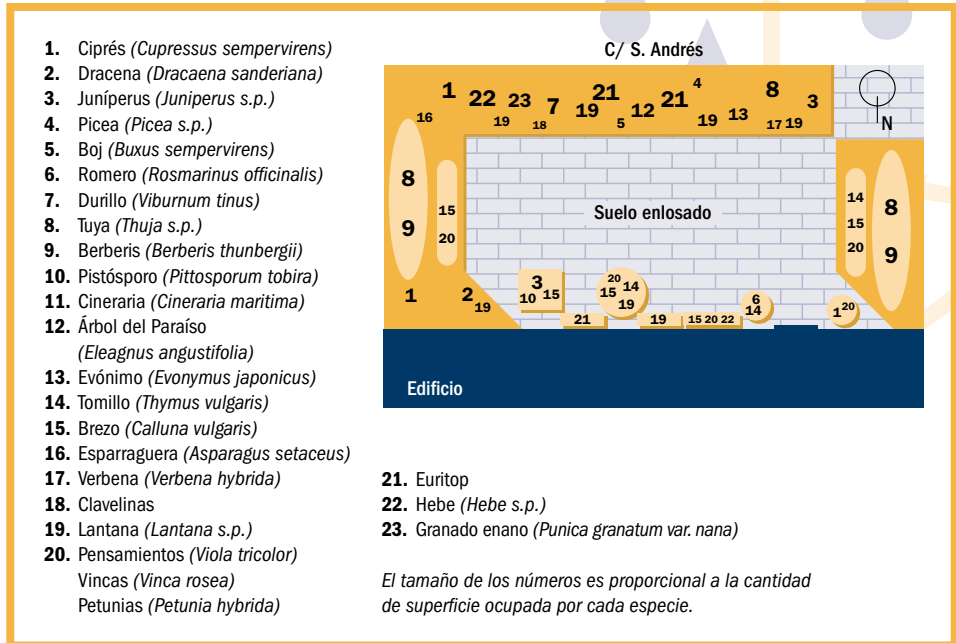 1. Ciprés (Cupressus sempervirens)
2. Dracena (Dracaena sanderiana)
3. Juníperus (Juniperus s.p.)
4. Picea (Picea s.p.)
5. Boj (Buxus sempervirens)
6. Romero (Rosmarinus officinalis)
7. Durillo (Viburnum tinus)
8. Tuya (Thuja s.p.)
9. Berberis (Berberis thunbergii)
10. Pistósporo (Pittosporum tobira)
11. Cineraria (Cineraria maritima)
12. Árbol del Paraíso
(Eleagnus angustifolia)
13. Evónimo (Evonymus japonicus)
14. Tomillo (Thymus vulgaris)
15. Brezo (Calluna vulgaris)
16. Esparraguera (Asparagus setaceus)
17. Verbena (Verbena hybrida)
18. Clavelinas
19. Lantana (Lantana s.p.)
20. Pensamientos (Viola tricolor)
Vincas (Vinca rosea)
Petunias (Petunia hybrida)
C/ S. Andrés
1 22 23 7 21 12 21 4 8 3
16 19 18 19 5 19 13 17 19
N
8
9
15
20
Suelo enlosado
14
15
20
8
9
1 2 19
3
10 15
20
15 14
19
21
19
15 20 22
6
14
1 20
Edificio
21. Euritop
22. Hebe (Hebe s.p.)
23. Granado enano (Punica granatum var. nana)
El tamaño de los números es proporcional a la cantidad
de superficie ocupada por cada especie.